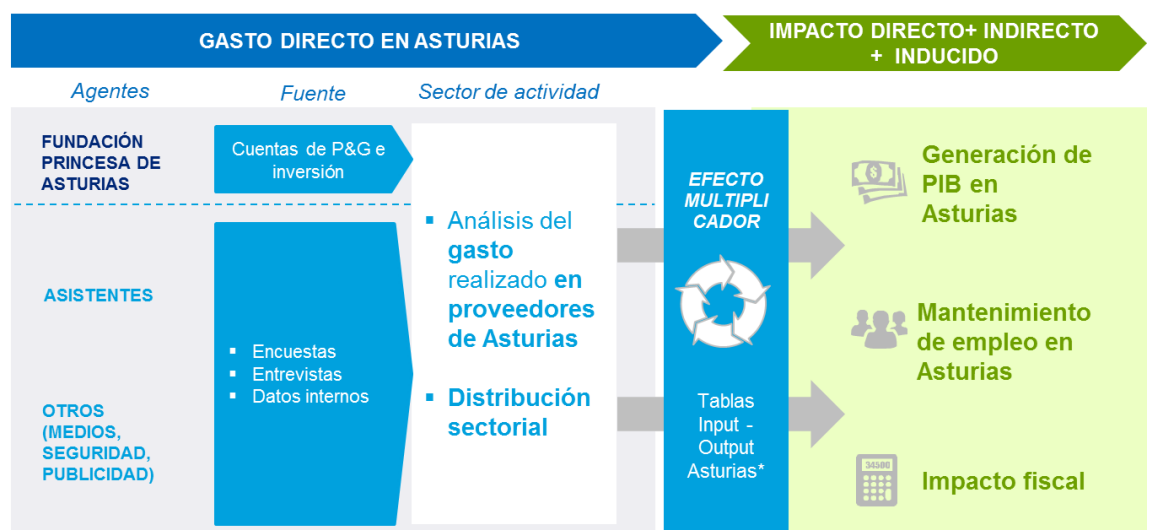 GASTO DIRECTO EN ASTURIAS
IMPACTO DIRECTO+ INDIRECTO
+ INDUCIDO
Agentes
Fuente
Sector de actividad
FUNDACIÓN
PRINCESA DE
ASTURIAS
Cuentas de P&G e
inversión
ASISTENTES
▪ Encuestas
▪ Entrevistas
▪ Datos internos
OTROS
(MEDIOS,
SEGURIDAD,
PUBLICIDAD)
▪ Análisis del
gasto
realizado en
proveedores
de Asturias
▪ Distribución
sectorial
EFECTO
MULTIPLI
CADOR
Tablas
Input -
Output
Asturias*
Generación de
PIB en
Asturias
Mantenimiento
de empleo en
Asturias
34580
Impacto fiscal